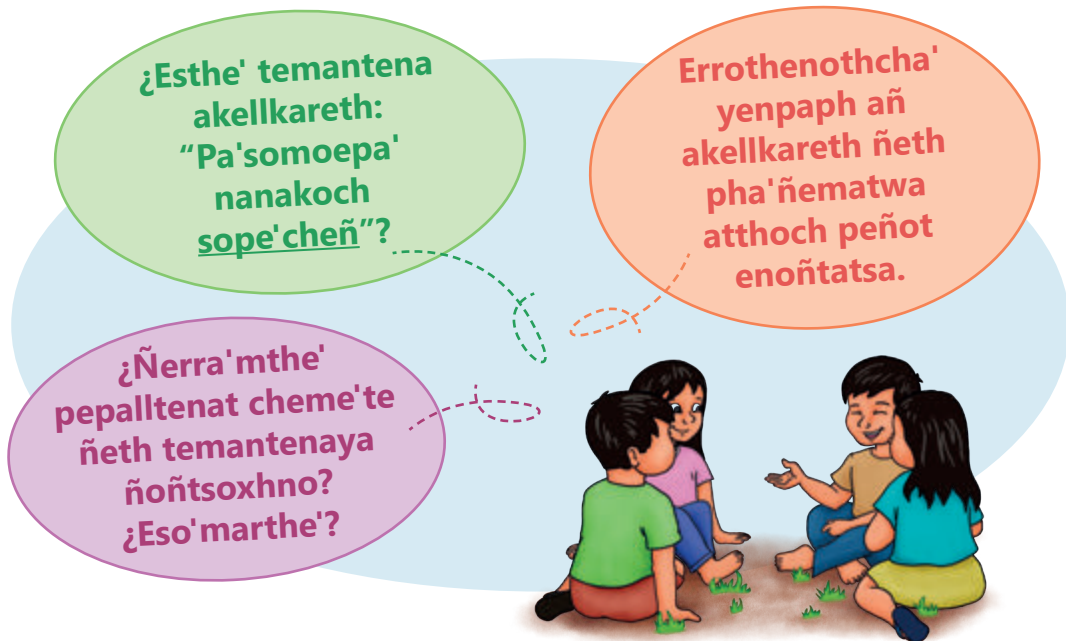 ¿Esthe' temantena
akellkareth:
“Pa'somoepa'
nanakoch
sope'cheñ”?
Errothenothcha'
yenpaph añ
akellkareth ñeth
pha'ñematwa
atthoch peñot
enoñtatsa.
¿Ñerra'mthe'
pepalltenat cheme'te
ñeth temantenaya
ñoñtsoxhno?
¿Eso'marthe'?